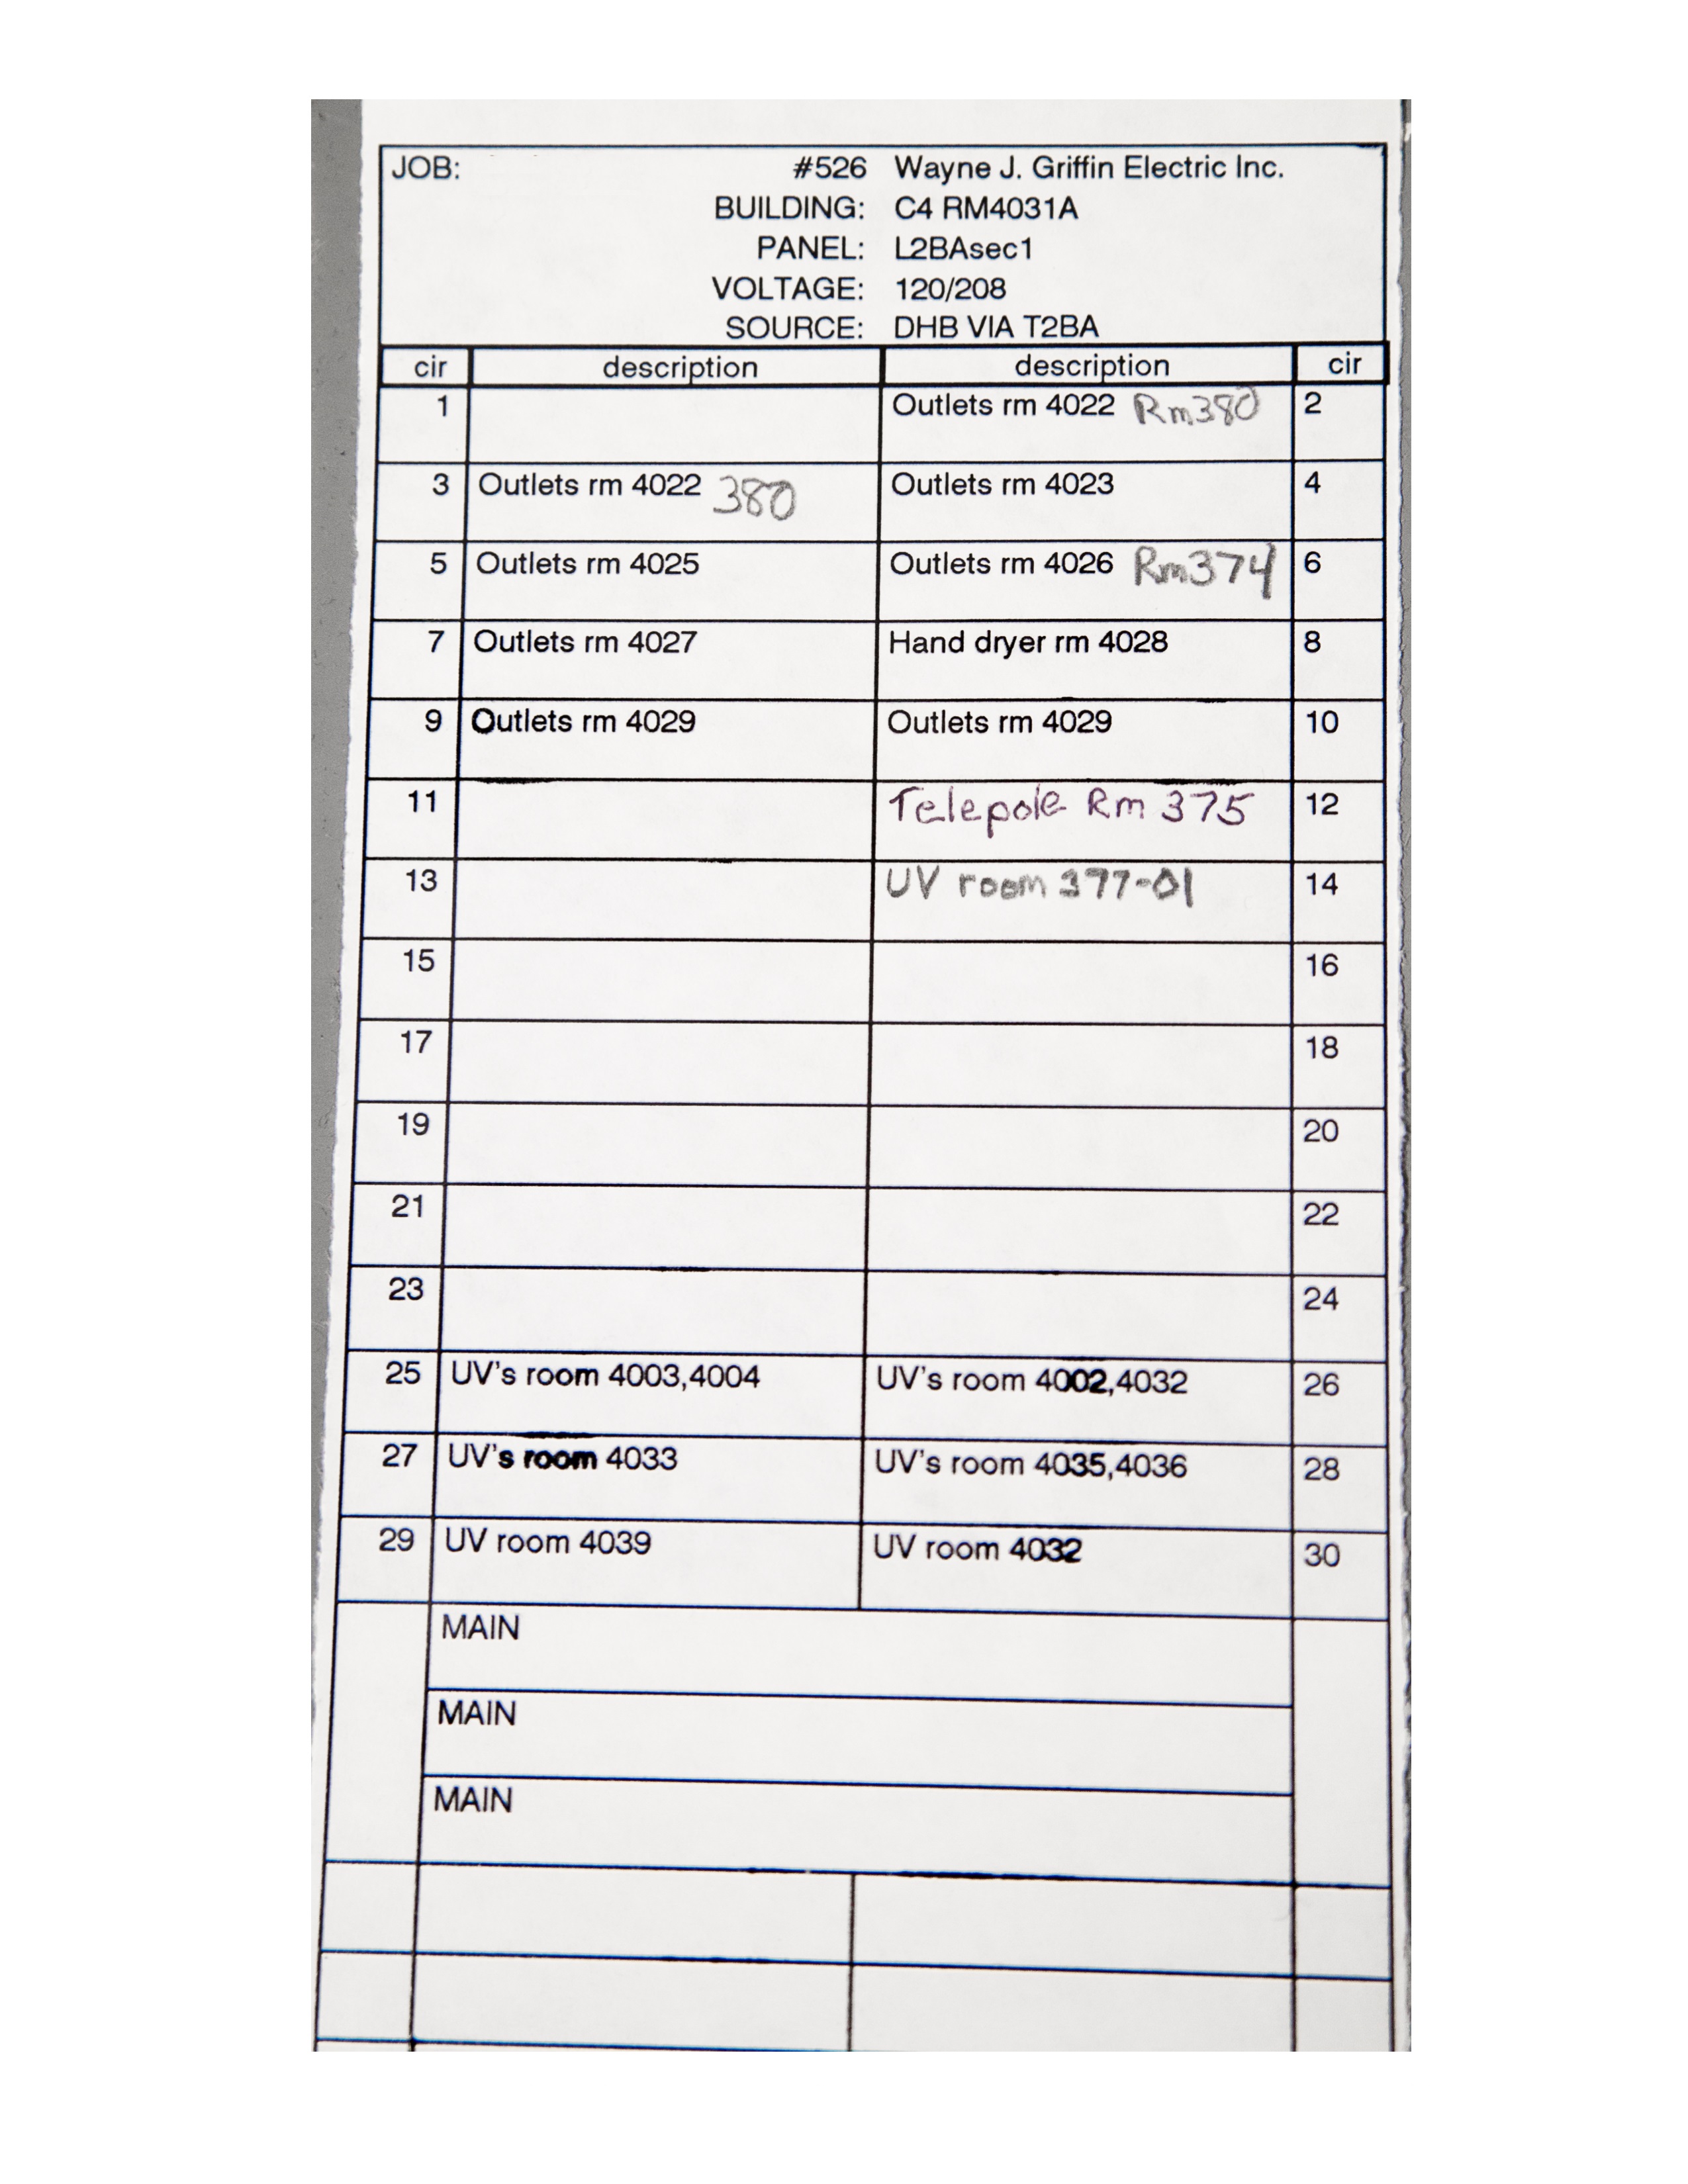 JOB: #526 Wayne J. Griffin Electric Inc.
BUILDING: C4 RM4031A
PANEL: L2BAsec1
VOLTAGE: 120/208
SOURCE: DHB VIA T2BA
cir description description cir
1 Outlets rm 4022 Rm380 2
3 Outlets rm 4022 380 Outlets rm 4023 4
5 Outlets rm 4025 Outlets rm 4026 Rm374 6
7 Outlets rm 4027 Hand dryer rm 4028 8
9 Outlets rm 4029 Outlets rm 4029 10
11 Telepole Rm 375 12
13 UV room 377-01 14
15 16
17 18
19 20
21 22
23 24
25 UV's room 4003,4004 UV's room 4002,4032 26
27 UV's room 4033 UV's room 4035,4036 28
29 UV room 4039 UV room 4032 30
MAIN
MAIN
MAIN